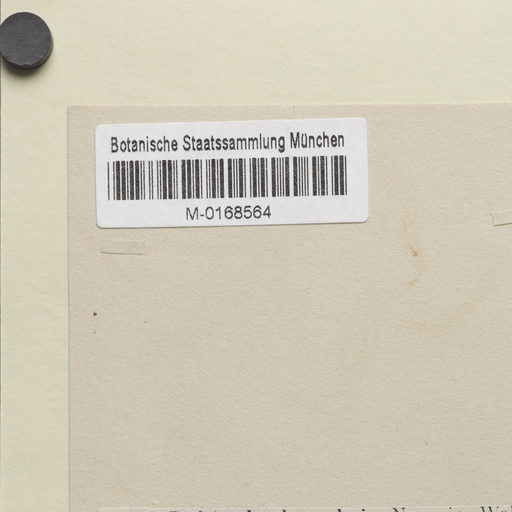 Botanische Staatssammlung München
M-0168564